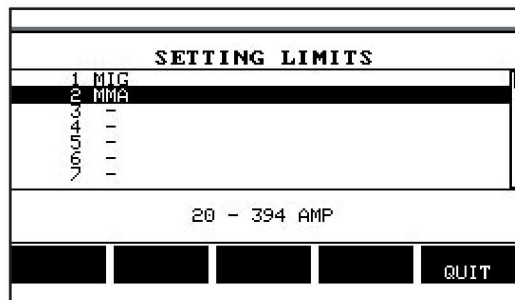 SETTING LIMITS
1 MIG
2 MMA
3 -
4 -
5 -
6 -
7 -
20 - 394 AMP
QUIT